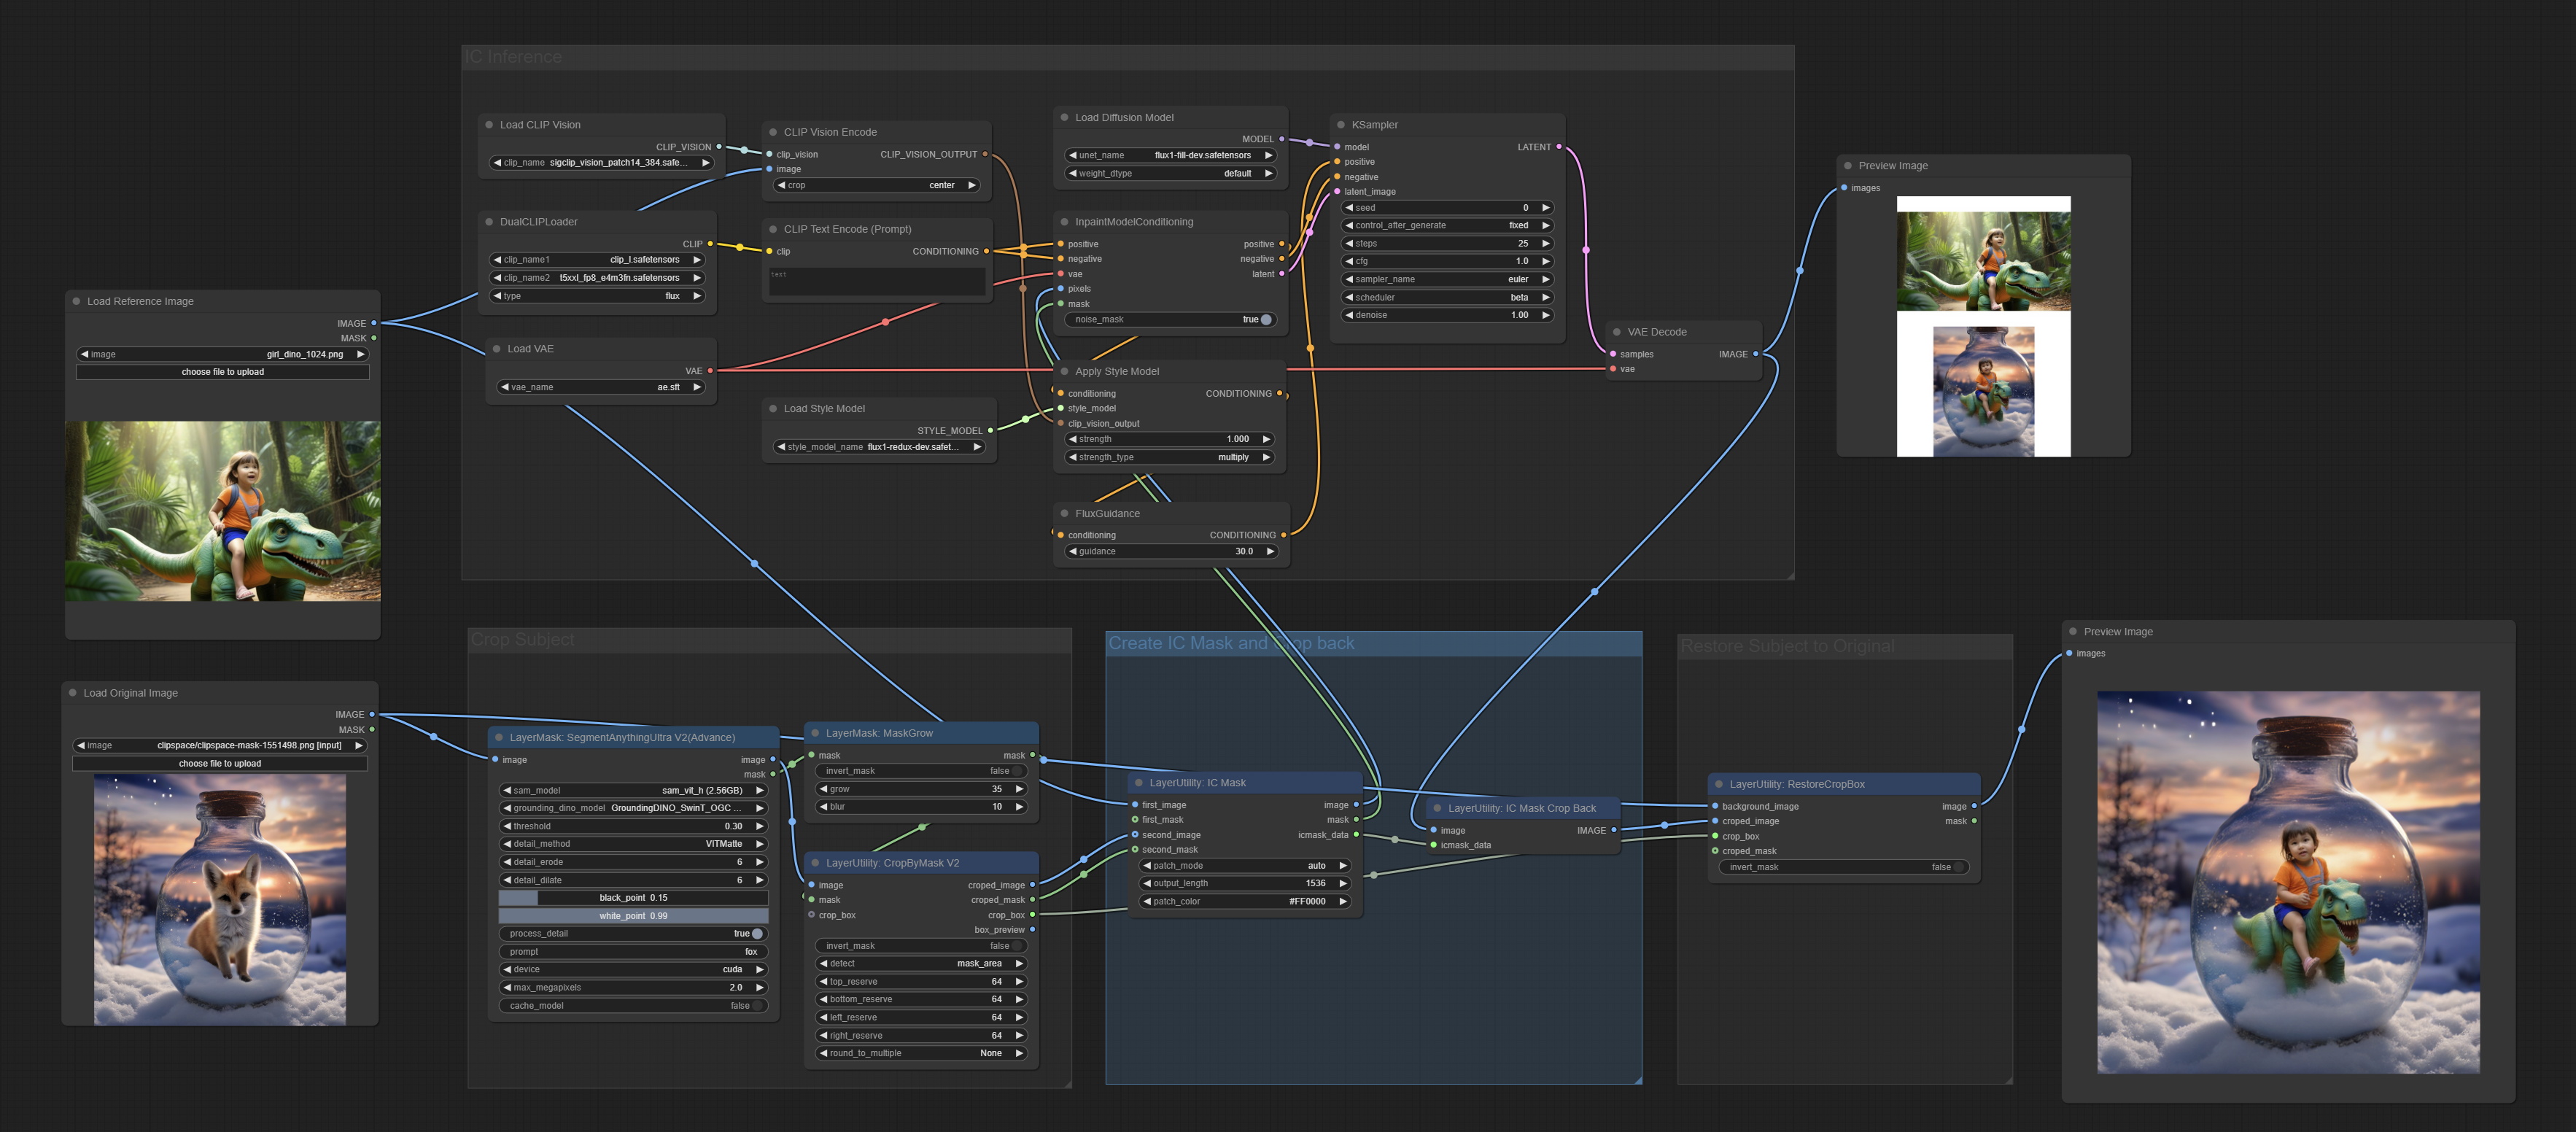 IC Inference
Load CLIP Vision
CLIP_VISION
clip_name sigclip_vision_patch14_384.safe...
CLIP Vision Encode
clip_vision CLIP_VISION_OUTPUT
image
crop center
Load Diffusion Model
MODEL
unet_name flux1-fill-dev.safetensors
weight_dtype default
KSampler
model LATENT
positive
negative
latent_image
seed 0
control_after_generate fixed
steps 25
cfg 1.0
sampler_name euler
scheduler beta
denoise 1.00
Preview Image
images
DualCLIPLoader
CLIP
clip_name1 clip_l.safetensors
clip_name2 t5xxl_fp8_e4m3fn.safetensors
type flux
CLIP Text Encode (Prompt)
clip CONDITIONING
text
InpaintModelConditioning
positive positive
negative negative
vae latent
pixels
mask
noise_mask true
Load Reference Image
IMAGE
MASK
image girl_dino_1024.png
choose file to upload
Load VAE
VAE
vae_name ae.sft
VAE Decode
samples IMAGE
vae
Load Style Model
STYLE_MODEL
style_model_name flux1-redux-dev.safet...
Apply Style Model
conditioning CONDITIONING
style_model
clip_vision_output
strength 1.000
strength_type multiply
FluxGuidance
conditioning CONDITIONING
guidance 30.0
Load Original Image
IMAGE
MASK
image clipspace/clipspace-mask-1551498.png [input]
choose file to upload
Crop Subject
LayerMask: SegmentAnythingUltra V2(Advance)
image image
mask
sam_model sam_vit_h (2.56GB)
grounding_dino_model GroundingDINO_SwinT_OGC ...
threshold 0.30
detail_method VITMatte
detail_erode 6
detail_dilate 6
black_point 0.15
white_point 0.99
process_detail true
prompt fox
device cuda
max_megapixels 2.0
cache_model false
LayerMask: MaskGrow
mask mask
invert_mask false
grow 35
blur 10
LayerUtility: CropByMask V2
image croped_image
mask croped_mask
crop_box crop_box
box_preview
invert_mask false
detect mask_area
top_reserve 64
bottom_reserve 64
left_reserve 64
right_reserve 64
round_to_multiple None
Create IC Mask and Crop back
LayerUtility: IC Mask
first_image image
first_mask mask
second_image icmask_data
second_mask
patch_mode auto
output_length 1536
patch_color #FF0000
LayerUtility: IC Mask Crop Back
image IMAGE
icmask_data
Restore Subject to Original
LayerUtility: RestoreCropBox
background_image image
croped_image mask
crop_box
croped_mask
invert_mask false
Preview Image
images